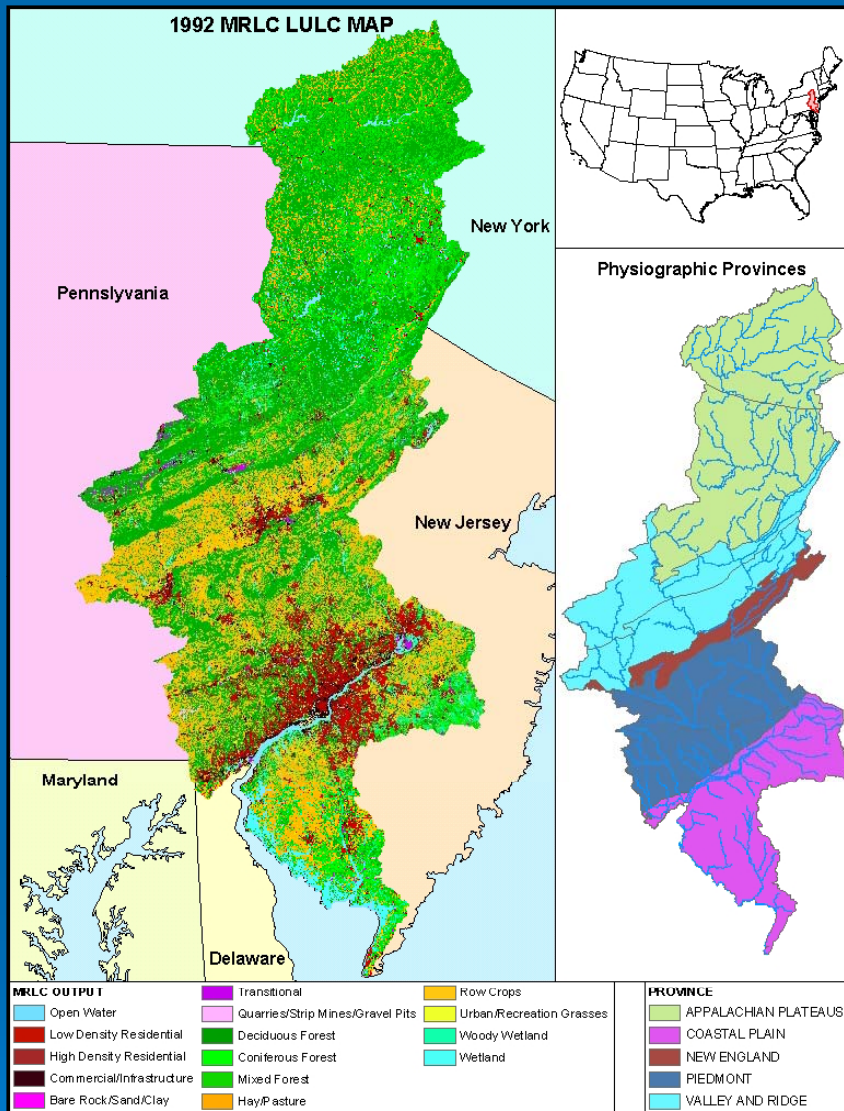 1992 MRLC LULC MAP
New York
Pennslyvania
New Jersey
Maryland
Delaware
Physiographic Provinces
MRLC OUTPUT
Open Water
Low Density Residential
High Density Residential
Commercial/Infrastructure
Bare Rock/Sand/Clay
Transitional
Quarries/Strip Mines/Gravel Pits
Deciduous Forest
Coniferous Forest
Mixed Forest
Hay/Pasture
Row Crops
Urban/Recreation Grasses
Woody Wetland
Wetland
PROVINCE
APPALACHIAN PLATEAUS
COASTAL PLAIN
NEW ENGLAND
PIEDMONT
VALLEY AND RIDGE